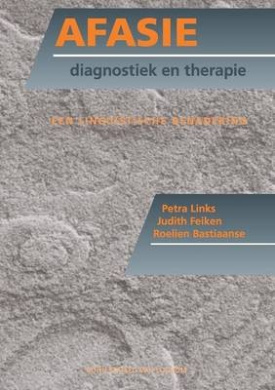 AFASIE
diagnostiek en therapie
EEN LINGUÏSTISCHE BENADERING
Petra Links
Judith Feiken
Roelien Bastiaanse